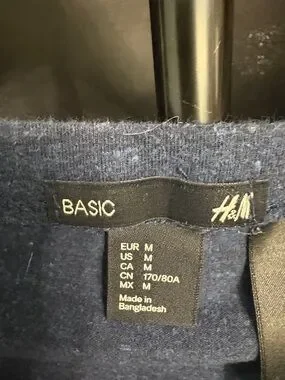 BASIC H&M
EUR M
US M
CA M
CN 170/80A
MX M
Made in
Bangladesh